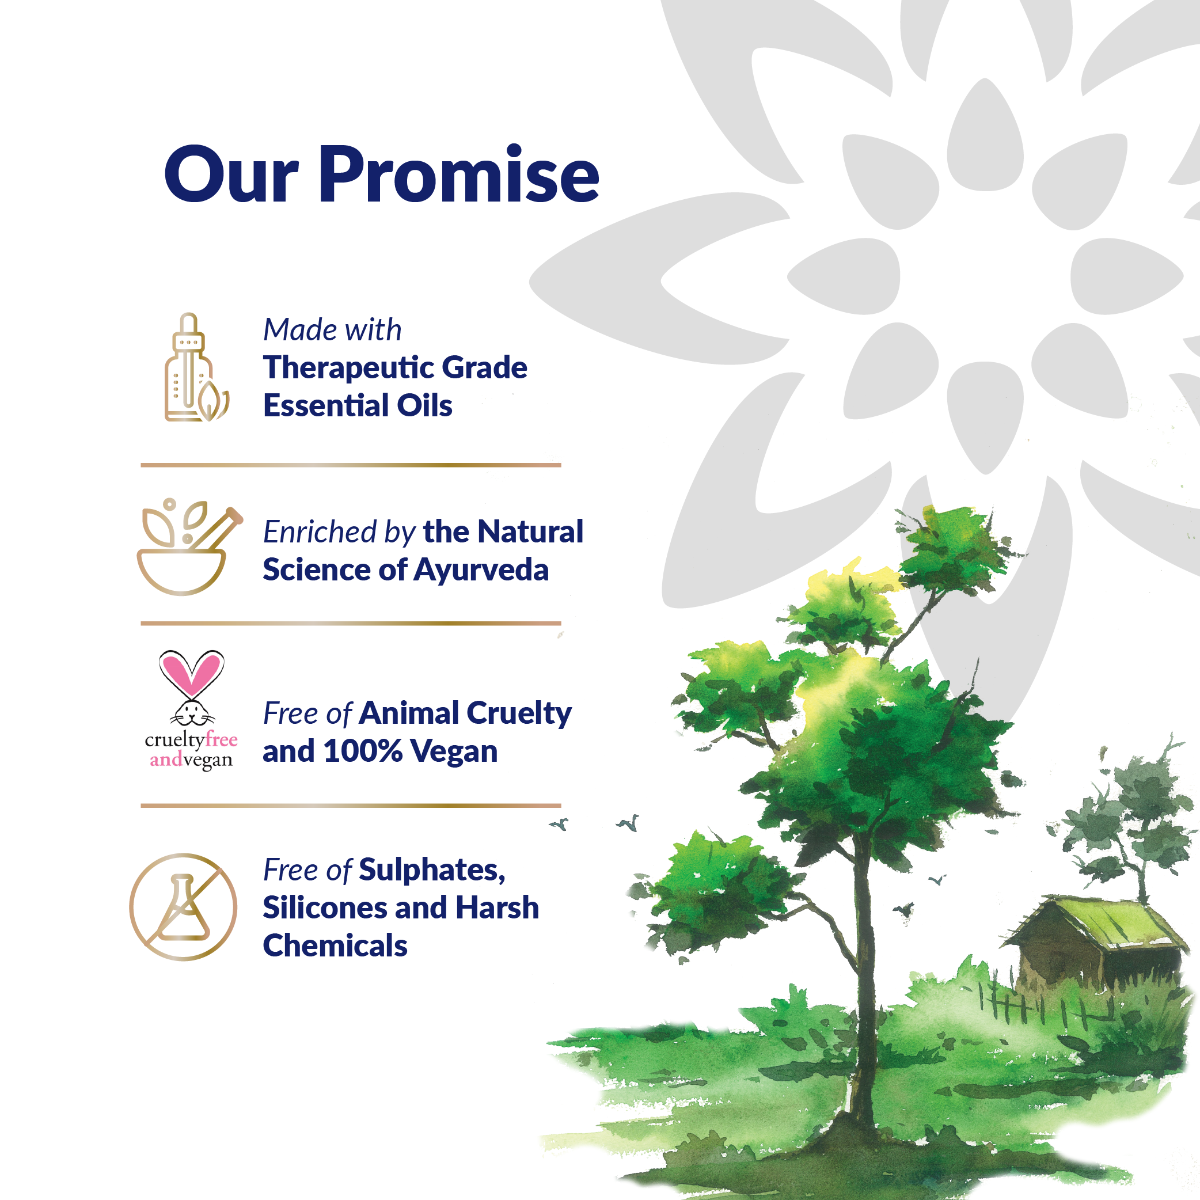 Our Promise
Made with
Therapeutic Grade
Essential Oils
Enriched by the Natural
Science of Ayurveda
crueltyfree
andvegan
Free of Animal Cruelty
and 100% Vegan
Free of Sulphates,
Silicones and Harsh
Chemicals